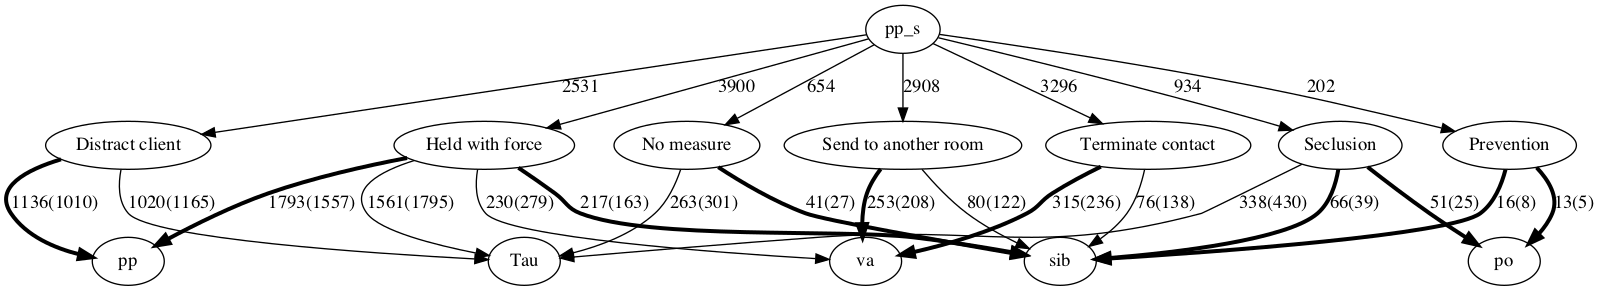 pp_s
2531
3900
654
2908
3296
934
202
Distract client
Held with force
No measure
Send to another room
Terminate contact
Seclusion
Prevention
1136(1010)
1020(1165)
1793(1557)
1561(1795)
230(279)
217(163)
263(301)
41(27)
253(208)
80(122)
315(236)
76(138)
338(430)
66(39)
51(25)
16(8)
13(5)
pp
Tau
va
sib
po